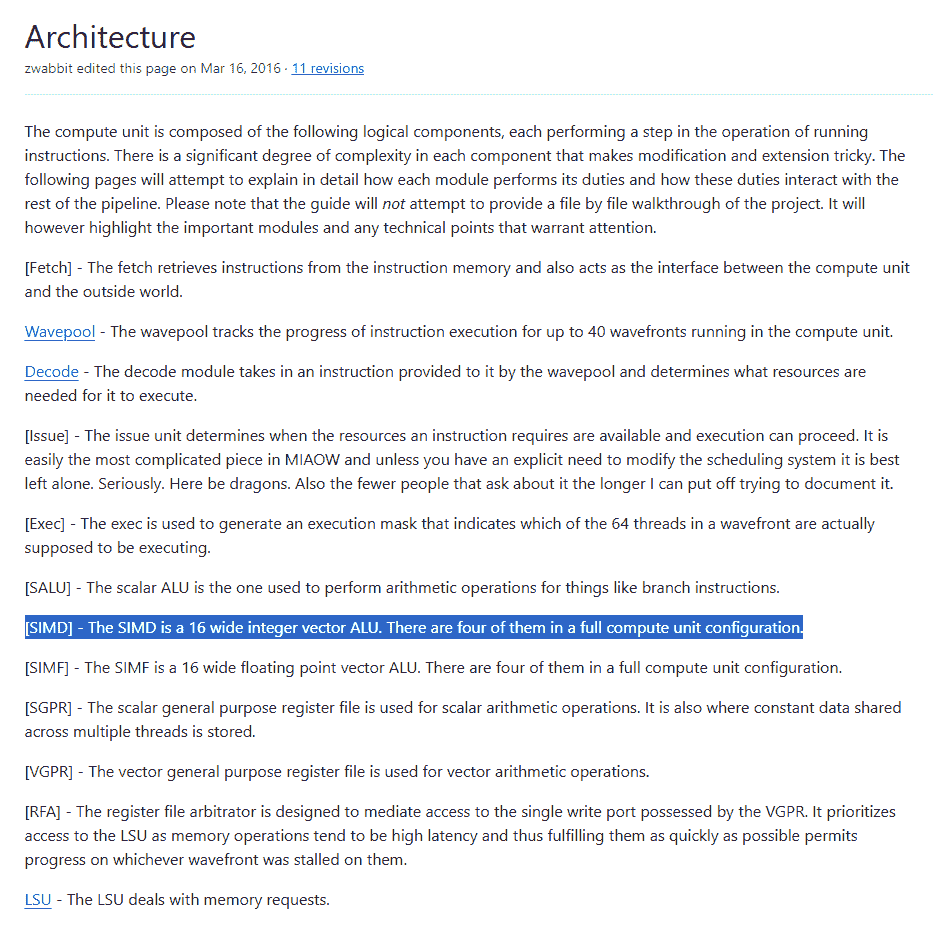 Architecture
zwabbit edited this page on Mar 16, 2016 · 11 revisions
The compute unit is composed of the following logical components, each performing a step in the operation of running
instructions. There is a significant degree of complexity in each component that makes modification and extension tricky. The
following pages will attempt to explain in detail how each module performs its duties and how these duties interact with the
rest of the pipeline. Please note that the guide will not attempt to provide a file by file walkthrough of the project. It will
however highlight the important modules and any technical points that warrant attention.
[Fetch] - The fetch retrieves instructions from the instruction memory and also acts as the interface between the compute unit
and the outside world.
Wavepool - The wavepool tracks the progress of instruction execution for up to 40 wavefronts running in the compute unit.
Decode - The decode module takes in an instruction provided to it by the wavepool and determines what resources are
needed for it to execute.
[Issue] - The issue unit determines when the resources an instruction requires are available and execution can proceed. It is
easily the most complicated piece in MIAOW and unless you have an explicit need to modify the scheduling system it is best
left alone. Seriously. Here be dragons. Also the fewer people that ask about it the longer I can put off trying to document it.
[Exec] - The exec is used to generate an execution mask that indicates which of the 64 threads in a wavefront are actually
supposed to be executing.
[SALU] - The scalar ALU is the one used to perform arithmetic operations for things like branch instructions.
[SIMD] - The SIMD is a 16 wide integer vector ALU. There are four of them in a full compute unit configuration.
[SIMF] - The SIMF is a 16 wide floating point vector ALU. There are four of them in a full compute unit configuration.
[SGPR] - The scalar general purpose register file is used for scalar arithmetic operations. It is also where constant data shared
across multiple threads is stored.
[VGPR] - The vector general purpose register file is used for vector arithmetic operations.
[RFA] - The register file arbitrator is designed to mediate access to the single write port possessed by the VGPR. It prioritizes
access to the LSU as memory operations tend to be high latency and thus fulfilling them as quickly as possible permits
progress on whichever wavefront was stalled on them.
LSU - The LSU deals with memory requests.